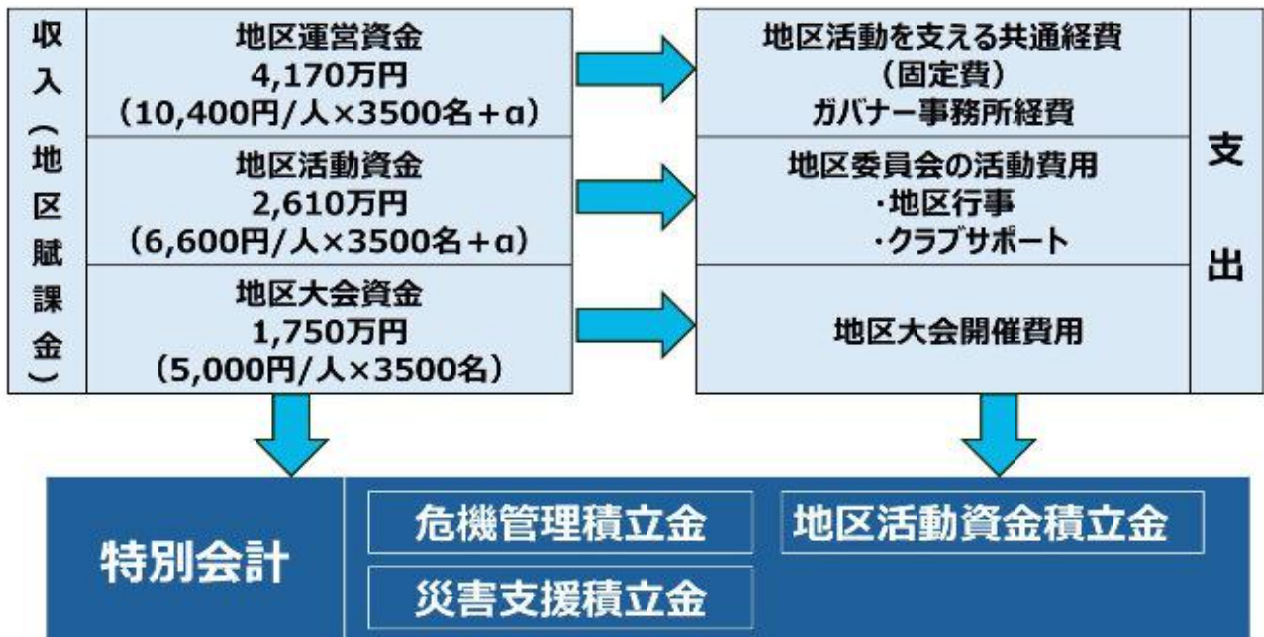 収入(地区賦課金)
地区運営資金
4,170万円
(10,400円/人×3500名+α)
地区活動資金
2,610万円
(6,600円/人×3500名+α)
地区大会資金
1,750万円
(5,000円/人×3500名)
地区活動を支える共通経費
(固定費)
ガバナー事務所経費
地区委員会の活動費用
・地区行事
・クラブサポート
地区大会開催費用
支出
特別会計
危機管理積立金
地区活動資金積立金
災害支援積立金